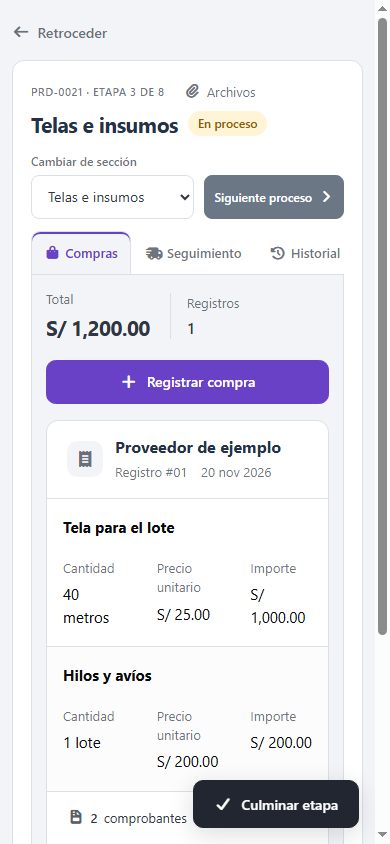 Retroceder
PRD-0021 · ETAPA 3 DE 8
Archivos
Telas e insumos
En proceso
Cambiar de sección
Telas e insumos
Siguiente proceso
Compras
Seguimiento
Historial
Total
S/ 1,200.00
Registros
1
Registrar compra
Proveedor de ejemplo
Registro #01 20 nov 2026
Tela para el lote
Cantidad
40
metros
Precio
unitario
S/ 25.00
Importe
S/
1,000.00
Hilos y avíos
Cantidad
1 lote
Precio
unitario
S/ 200.00
Importe
S/ 200.00
2 comprobantes
Culminar etapa